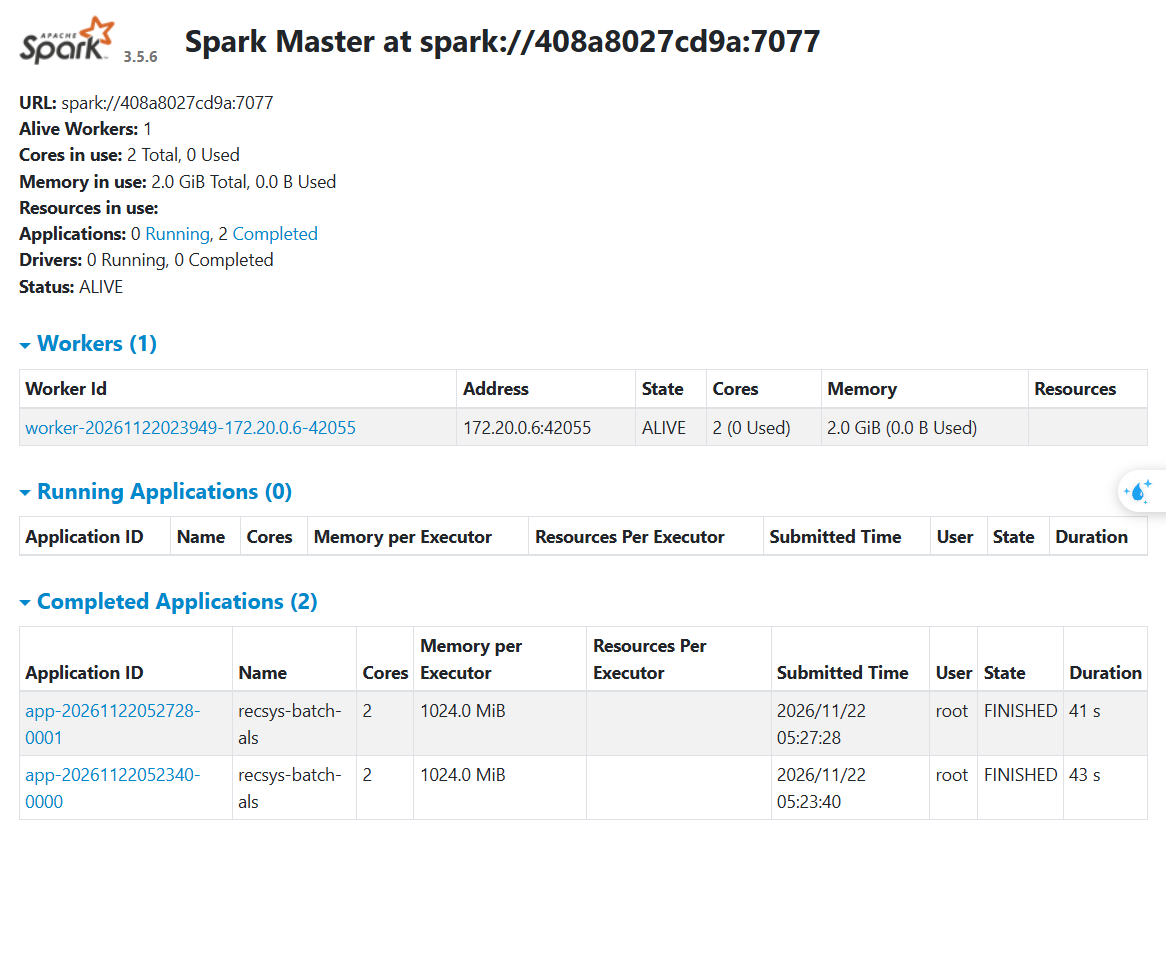 APACHE
Spark 3.5.6 Spark Master at spark://408a8027cd9a:7077
URL: spark://408a8027cd9a:7077
Alive Workers: 1
Cores in use: 2 Total, 0 Used
Memory in use: 2.0 GiB Total, 0.0 B Used
Resources in use:
Applications: 0 Running, 2 Completed
Drivers: 0 Running, 0 Completed
Status: ALIVE
Workers (1)
Worker Id Address State Cores Memory Resources
worker-20261122023949-172.20.0.6-42055 172.20.0.6:42055 ALIVE 2 (0 Used) 2.0 GiB (0.0 B Used)
Running Applications (0)
Application ID Name Cores Memory per Executor Resources Per Executor Submitted Time User State Duration
Completed Applications (2)
Memory per Resources Per
Application ID Name Cores Executor Executor Submitted Time User State Duration
app-20261122052728- recsys-batch- 2 1024.0 MiB 2026/11/22 root FINISHED 41 s
0001 als 05:27:28
app-20261122052340- recsys-batch- 2 1024.0 MiB 2026/11/22 root FINISHED 43 s
0000 als 05:23:40